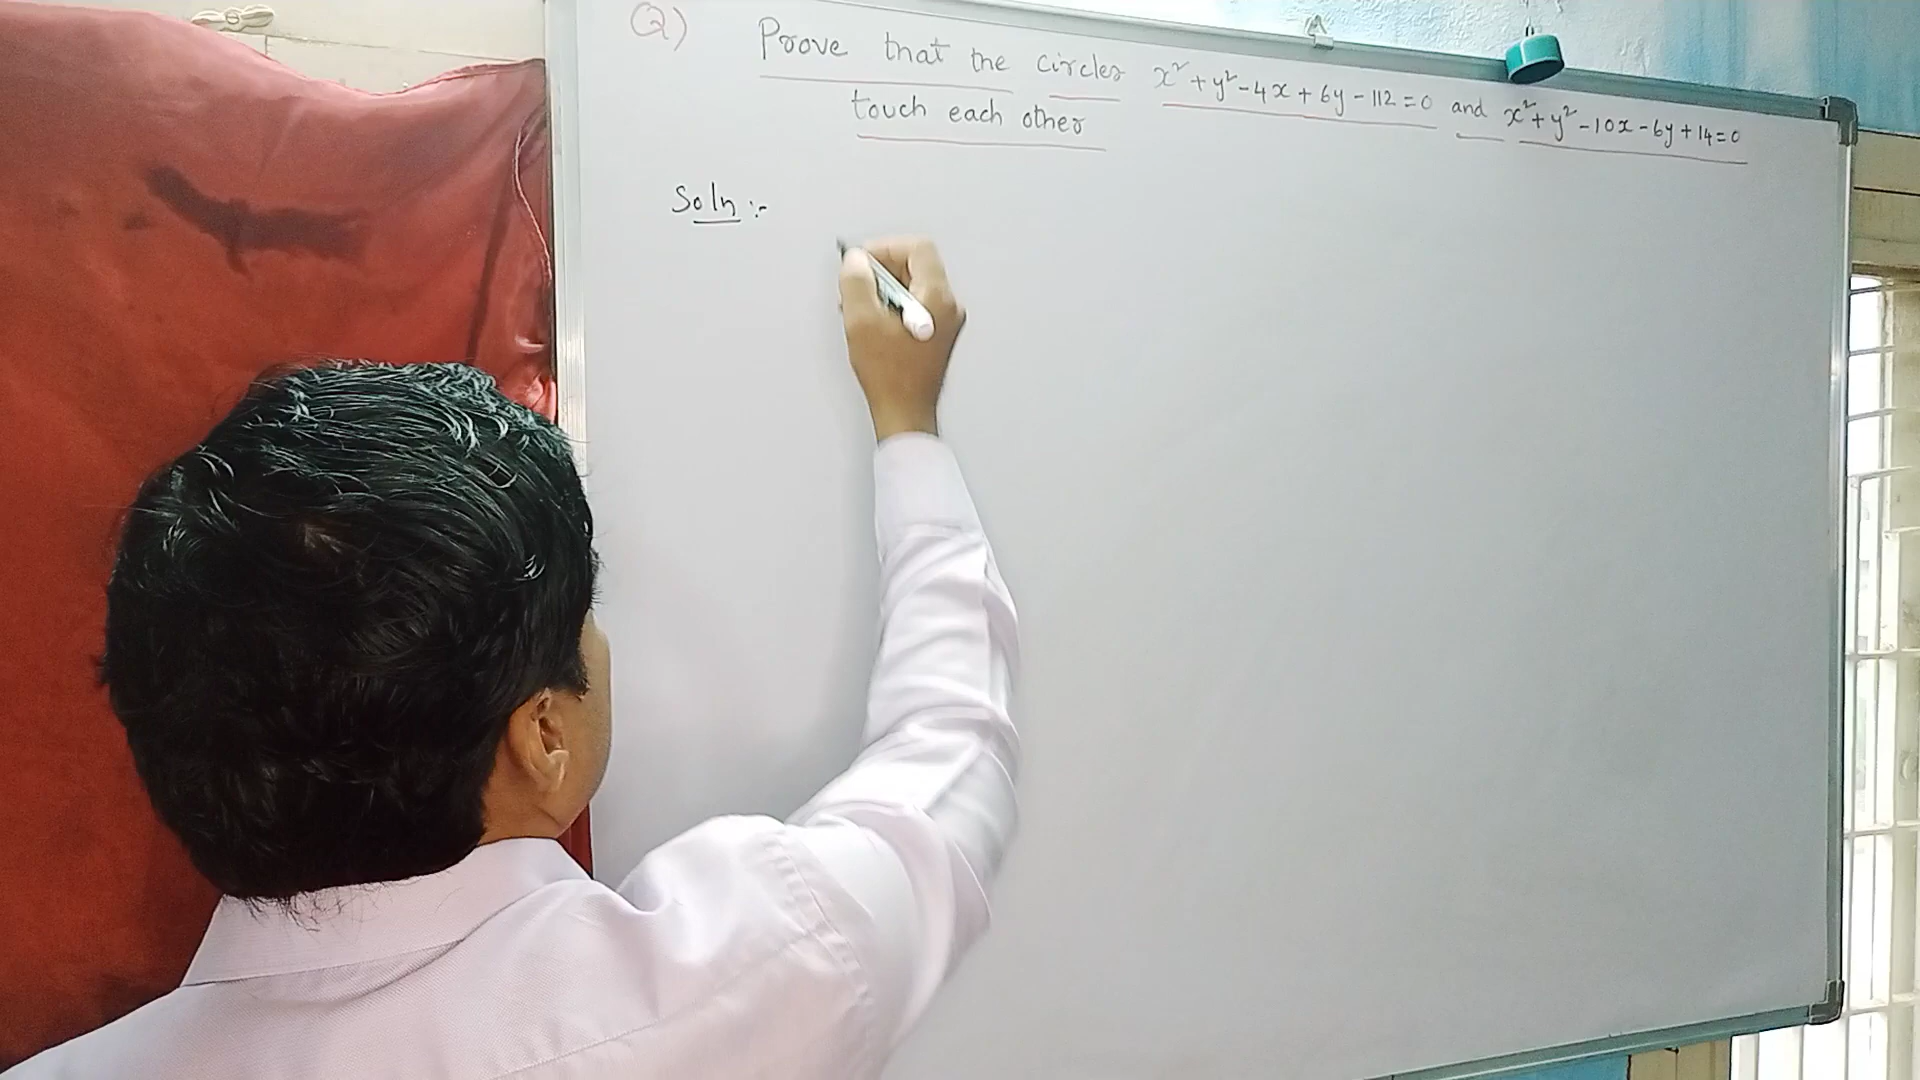 Q) Prove that the circles x² + y² - 4x + 6y - 112 = 0 and x² + y² - 10x - 6y + 14 = 0
touch each other
Soln :-